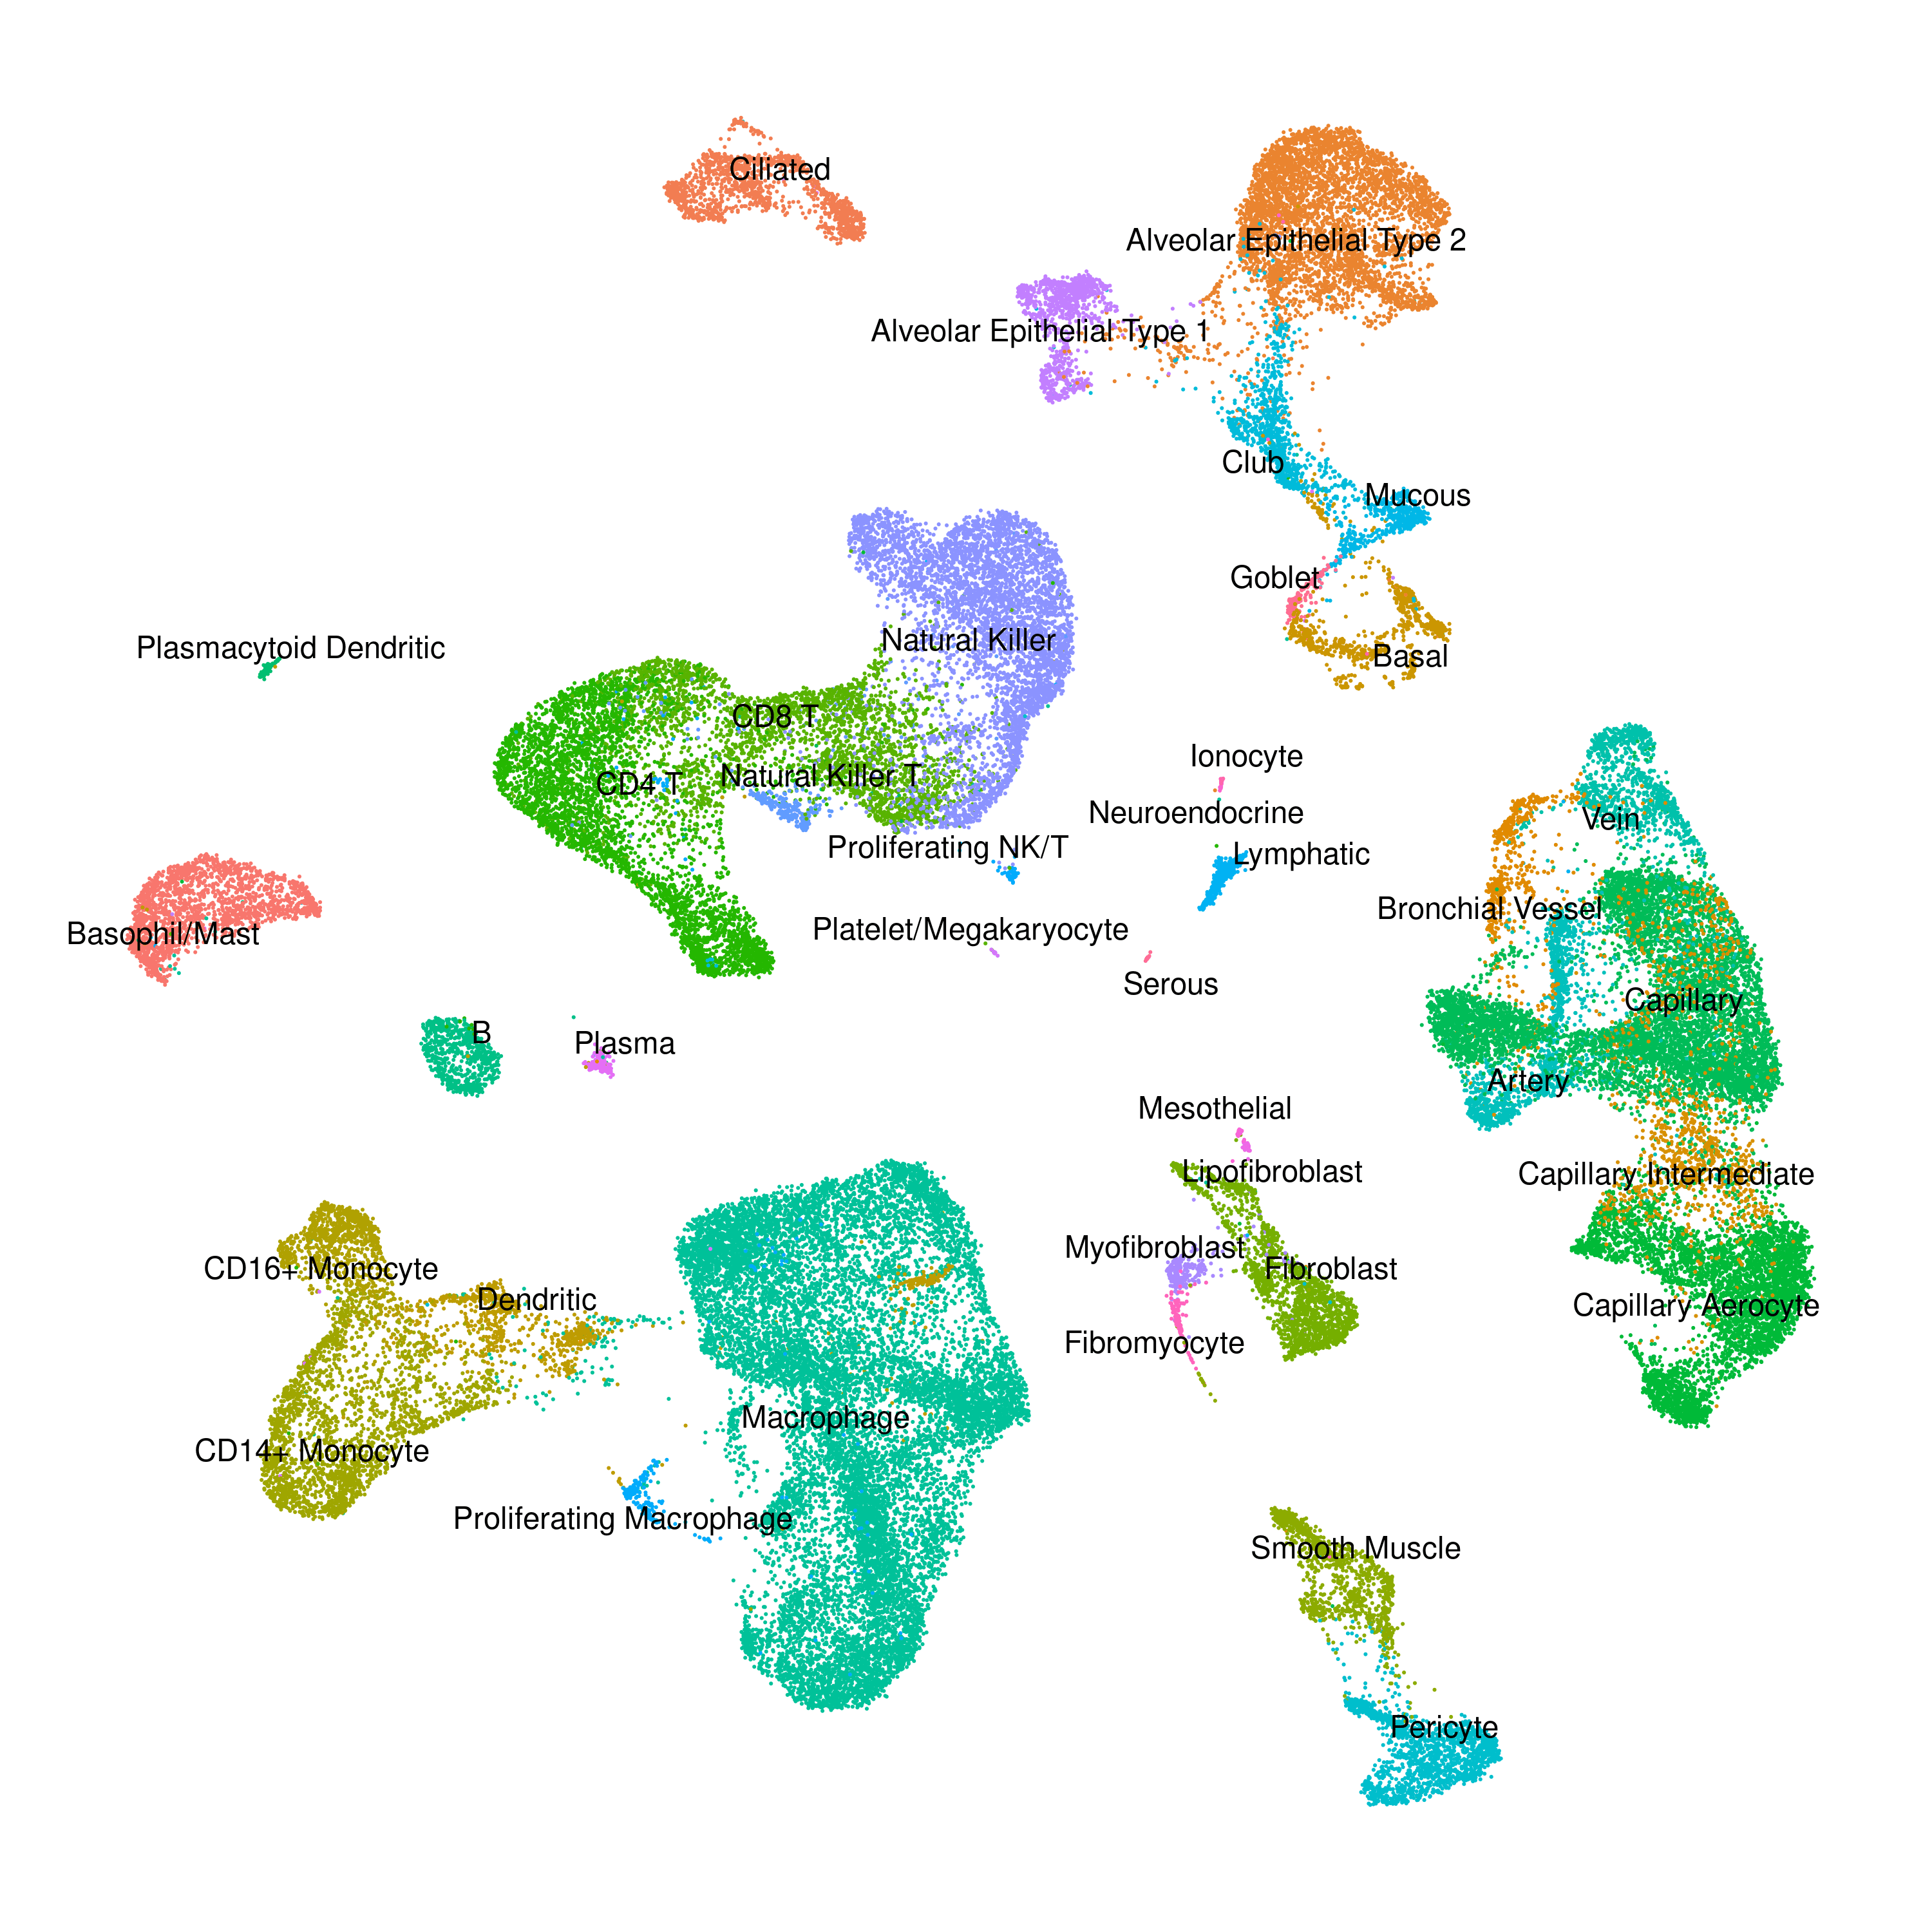 Ciliated
Alveolar Epithelial Type 2
Alveolar Epithelial Type 1
Club
Mucous
Goblet
Natural Killer
Plasmacytoid Dendritic
Basal
CD8 T
Ionocyte
Natural Killer T
CD4 T
Neuroendocrine
Vein
Proliferating NK/T
Lymphatic
Bronchial Vessel
Platelet/Megakaryocyte
Basophil/Mast
Serous
Capillary
B
Plasma
Artery
Mesothelial
Lipofibroblast
Capillary Intermediate
Myofibroblast
CD16+ Monocyte
Fibroblast
Dendritic
Capillary Aerocyte
Fibromyocyte
Macrophage
CD14+ Monocyte
Proliferating Macrophage
Smooth Muscle
Pericyte